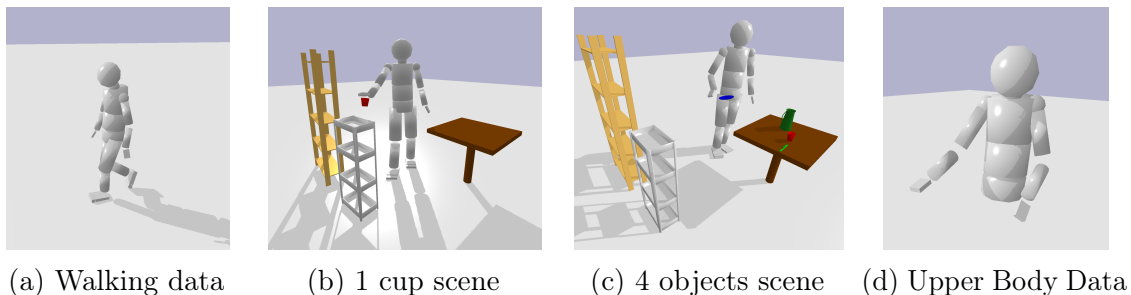 (a) Walking data
(b) 1 cup scene
(c) 4 objects scene
(d) Upper Body Data